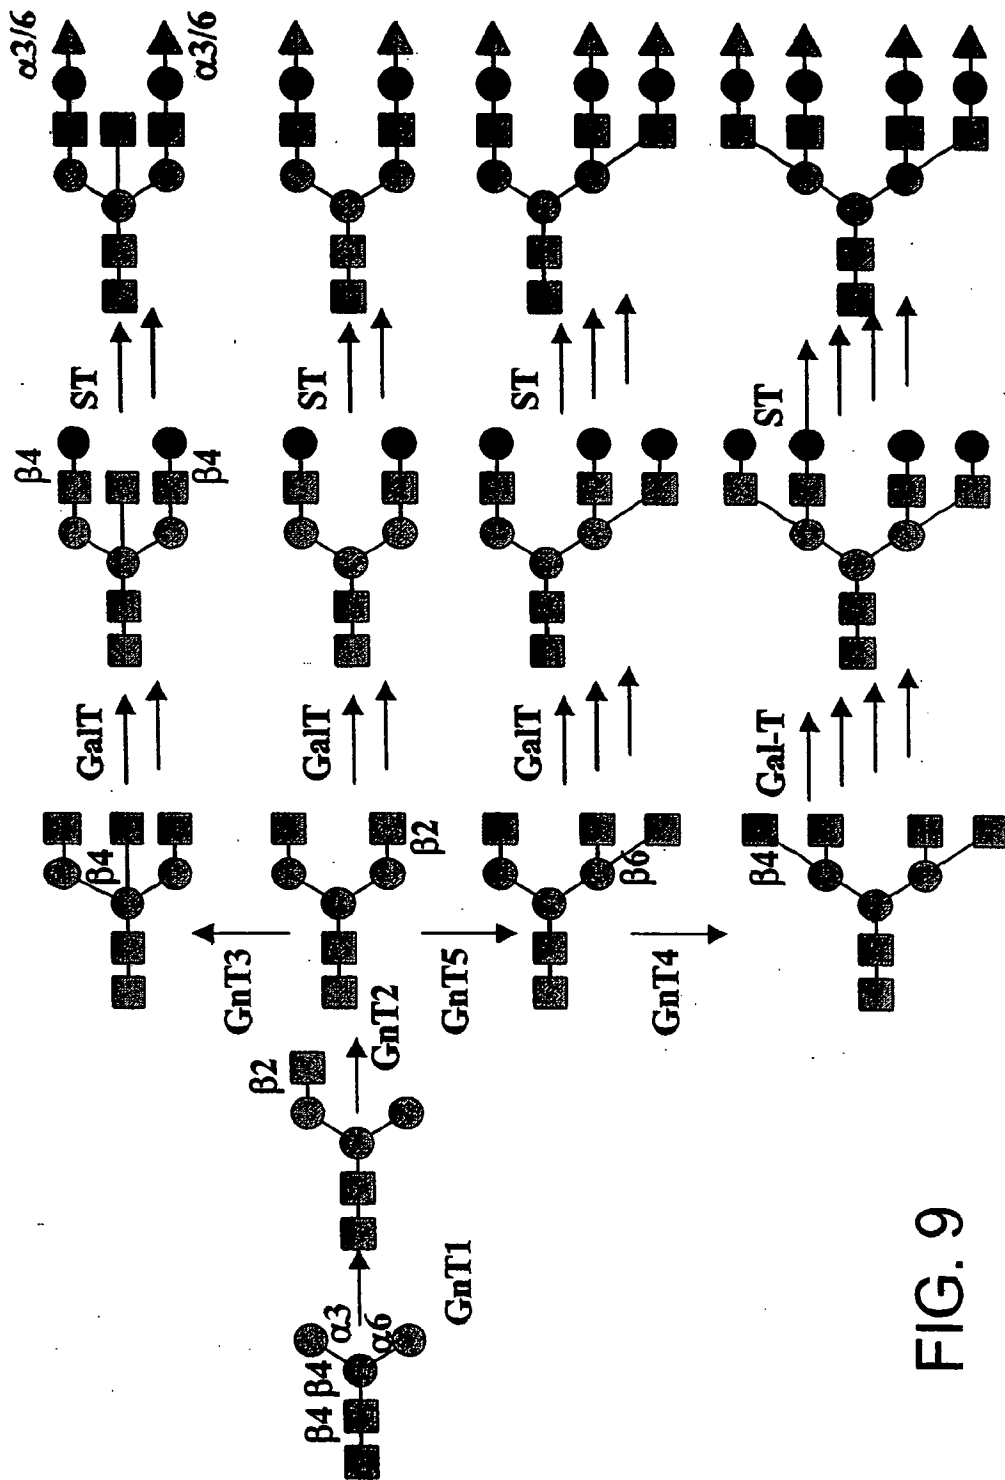 β4 GalT β4 ST α3/6
β4 α3/6
GnT3
β2
GalT ST
β4 β4 α3
α6 GnT2
β2
GnT5
GnT1
GalT ST
β6
GnT4
β4 Gal-T ST
FIG. 9